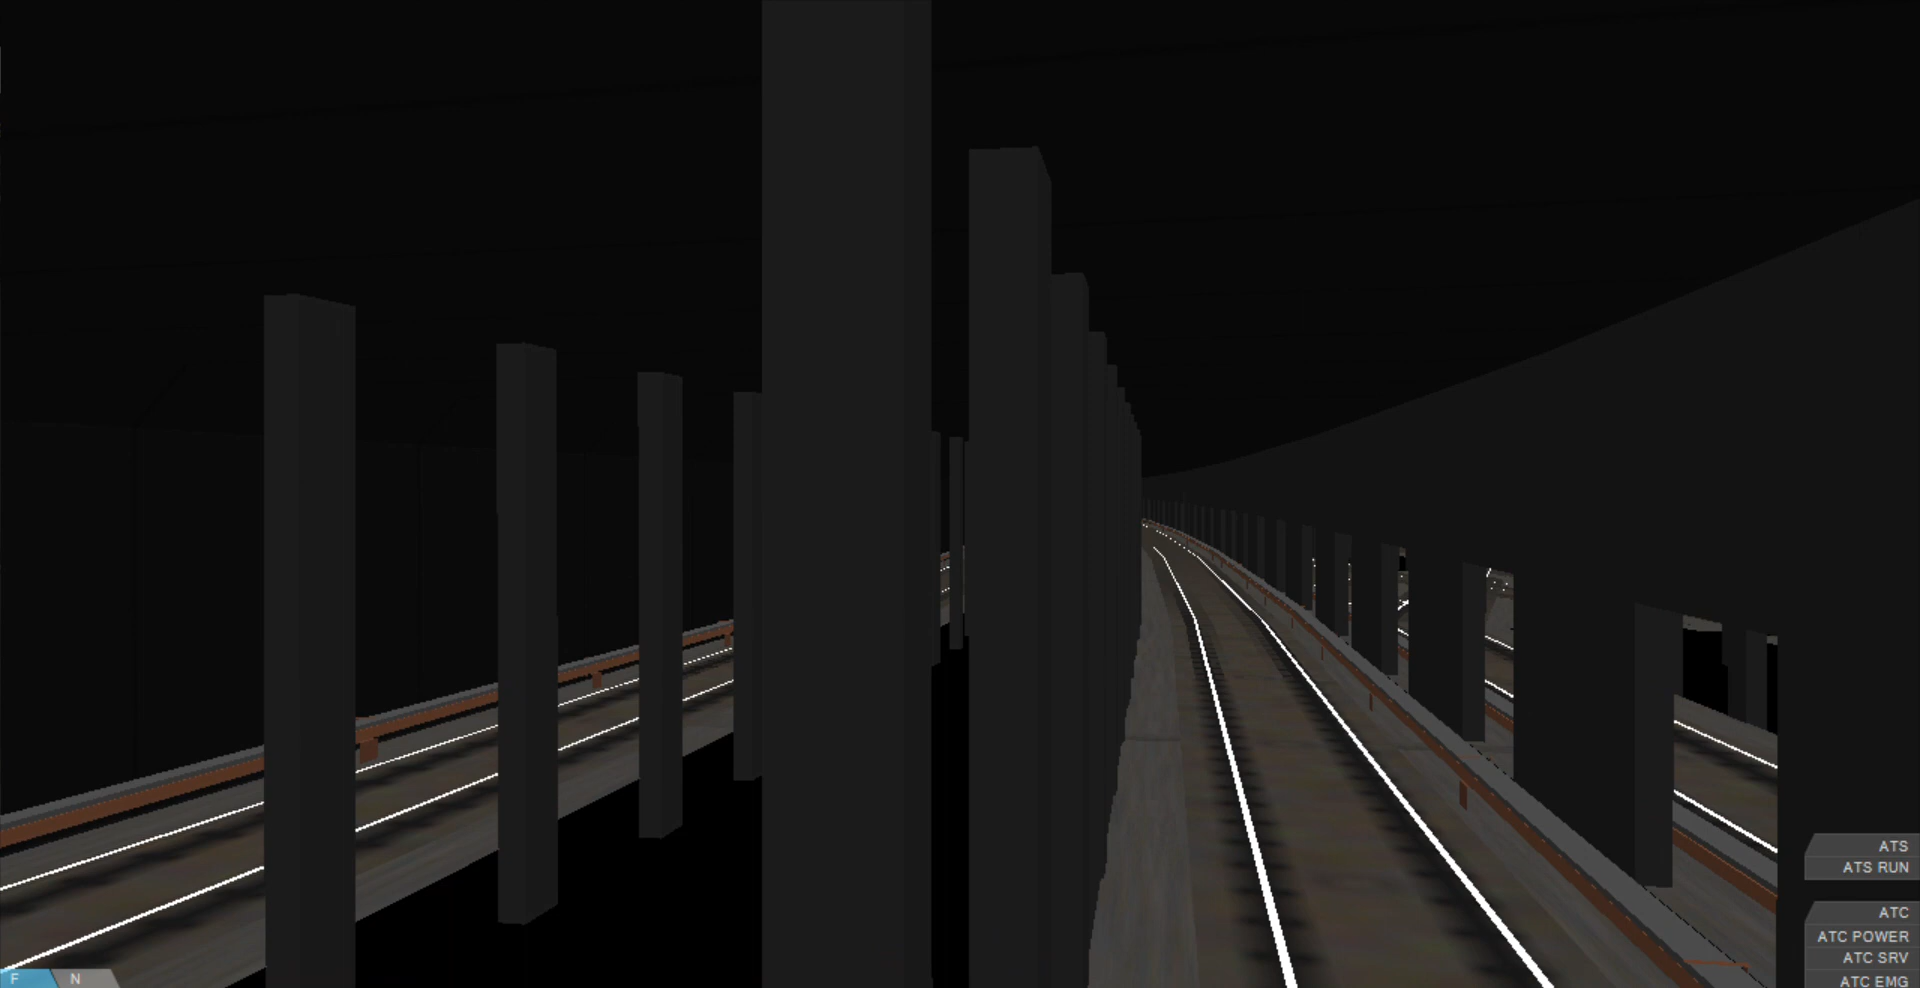 ATS
ATS RUN
ATC
ATC POWER
ATC SRV
ATC EMG
F N